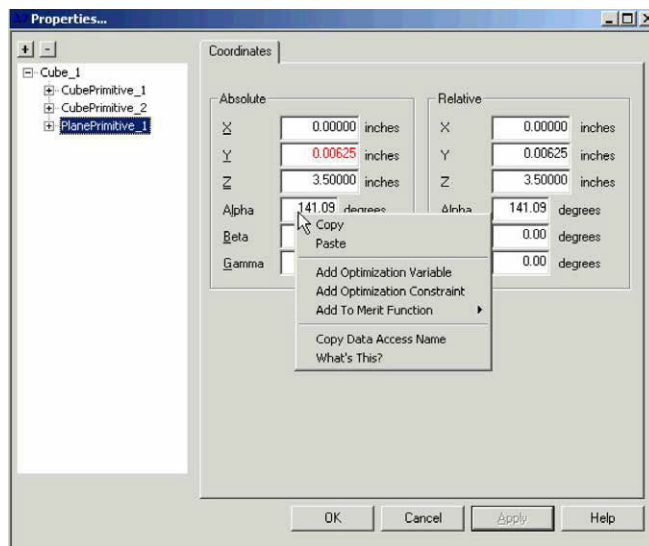 Properties...
+ -
Coordinates
Cube_1
CubePrimitive_1
CubePrimitive_2
PlanePrimitive_1
Absolute
X 0.00000 inches
Y 0.00625 inches
Z 3.50000 inches
Alpha 141.09 degrees
Beta
Gamma
Relative
X 0.00000 inches
Y 0.00625 inches
Z 3.50000 inches
Alpha 141.09 degrees
0.00 degrees
0.00 degrees
Copy
Paste
Add Optimization Variable
Add Optimization Constraint
Add To Merit Function
Copy Data Access Name
What's This?
OK Cancel Apply Help